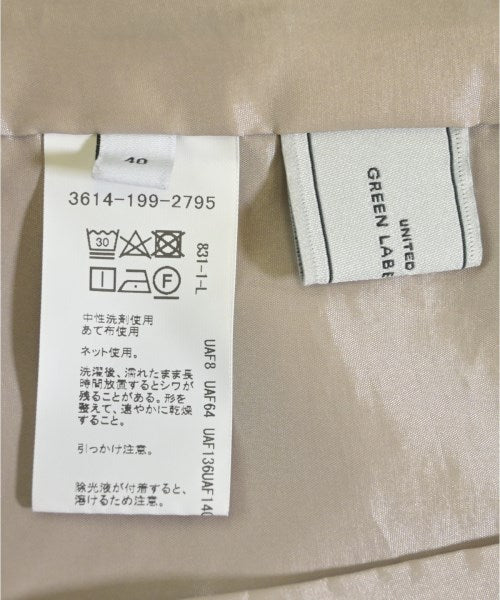 40
3614-199-2795
30
F
831-1-L
中性洗剤使用
あて布使用
ネット使用。
洗濯後、濡れたまま長
時間放置するとシワが
残ることがある。形を
整えて、速やかに乾燥
すること。
引っかけ注意。
除光液が付着すると、
溶けるため注意。
UAF8 UAF64 UAF136UAF140
UNITED
GREEN LABE